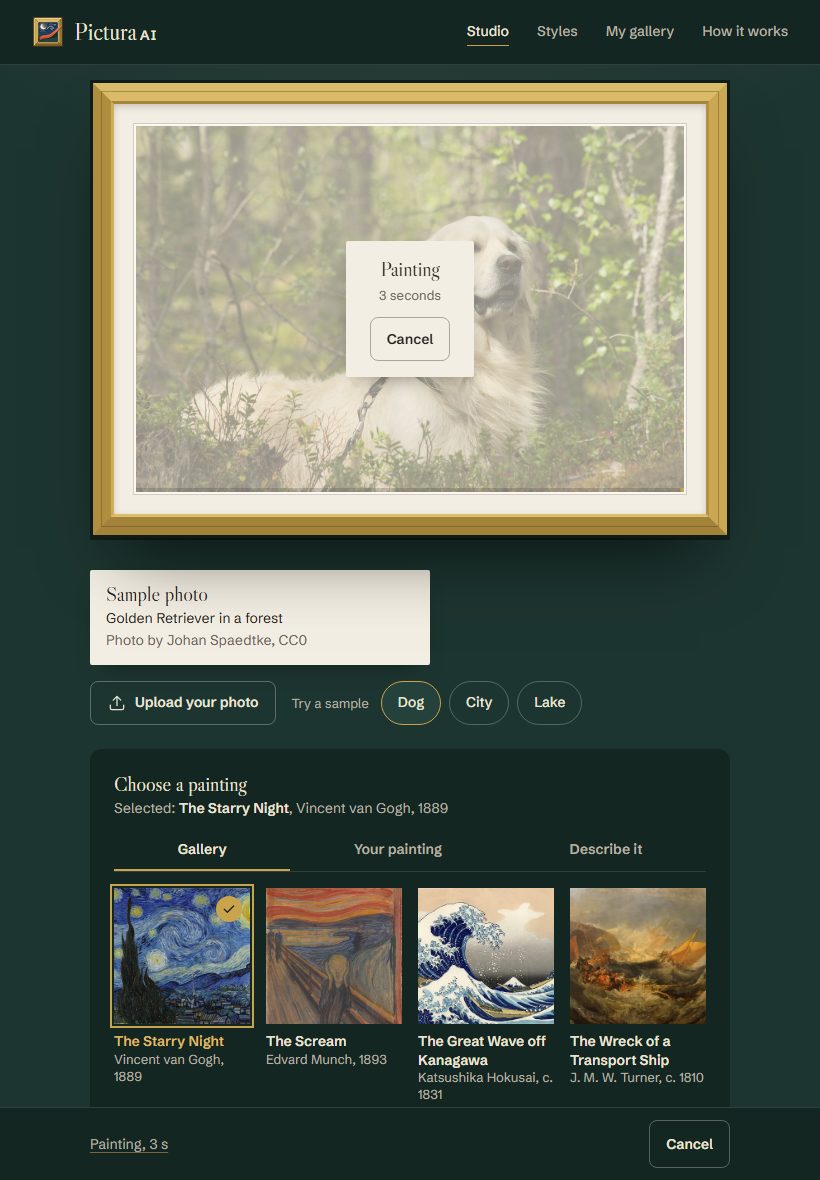 Pictura AI
Studio
Styles
My gallery
How it works
Painting
3 seconds
Cancel
Sample photo
Golden Retriever in a forest
Photo by Johan Spaedtke, CC0
Upload your photo
Try a sample
Dog
City
Lake
Choose a painting
Selected: The Starry Night, Vincent van Gogh, 1889
Gallery
Your painting
Describe it
The Starry Night
Vincent van Gogh,
1889
The Scream
Edvard Munch, 1893
The Great Wave off
Kanagawa
Katsushika Hokusai, c.
1831
The Wreck of a
Transport Ship
J. M. W. Turner, c. 1810
Painting, 3 s
Cancel